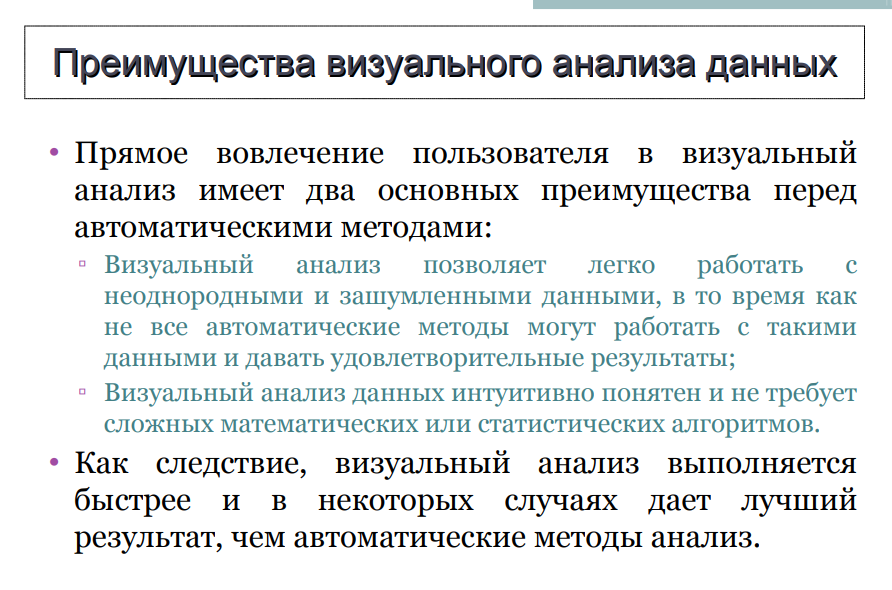 Преимущества визуального анализа данных
• Прямое вовлечение пользователя в визуальный
анализ имеет два основных преимущества перед
автоматическими методами:
▫ Визуальный анализ позволяет легко работать с
неоднородными и зашумленными данными, в то время как
не все автоматические методы могут работать с такими
данными и давать удовлетворительные результаты;
▫ Визуальный анализ данных интуитивно понятен и не требует
сложных математических или статистических алгоритмов.
• Как следствие, визуальный анализ выполняется
быстрее и в некоторых случаях дает лучший
результат, чем автоматические методы анализ.